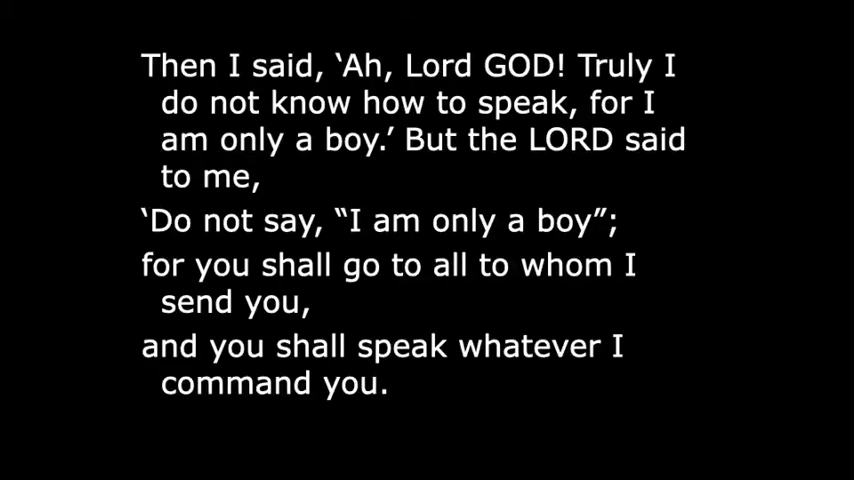 Then I said, ‘Ah, Lord GOD! Truly I
do not know how to speak, for I
am only a boy.’ But the LORD said
to me,
‘Do not say, “I am only a boy”;
for you shall go to all to whom I
send you,
and you shall speak whatever I
command you.